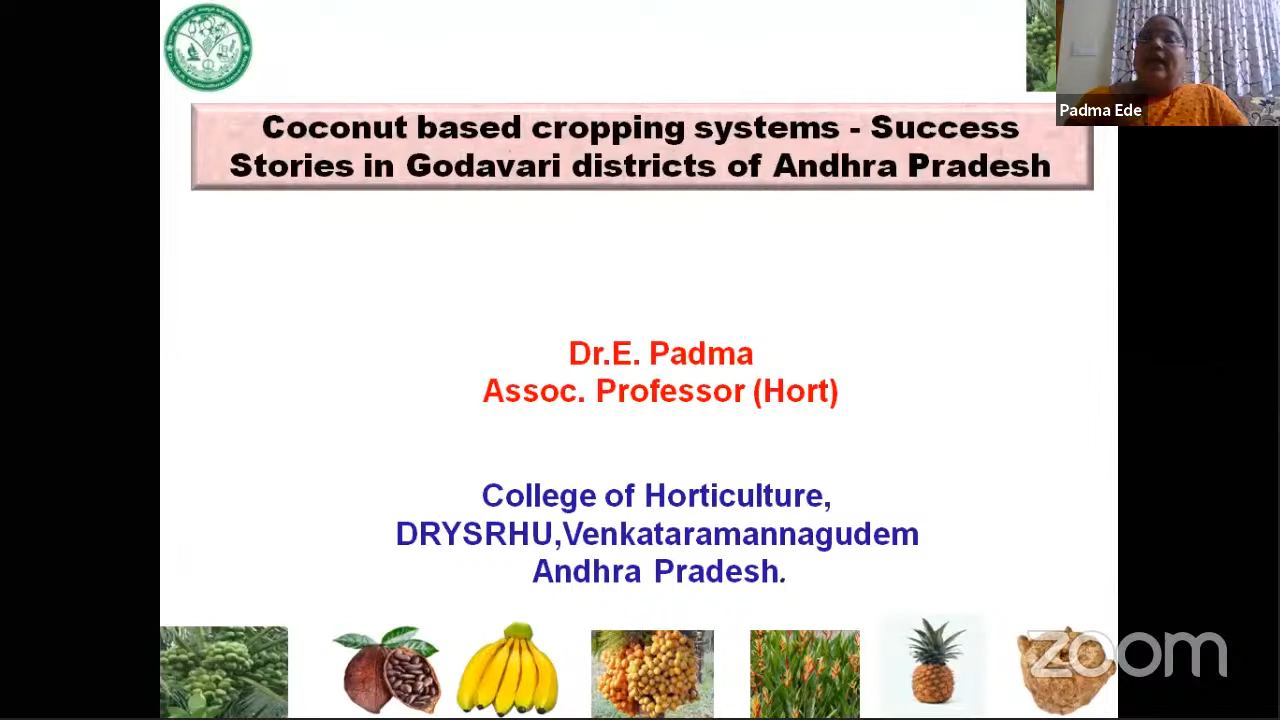 Coconut based cropping systems - Success
Stories in Godavari districts of Andhra Pradesh
Padma Ede
Dr.E. Padma
Assoc. Professor (Hort)
College of Horticulture,
DRYSRHU,Venkataramannagudem
Andhra Pradesh.
zoom